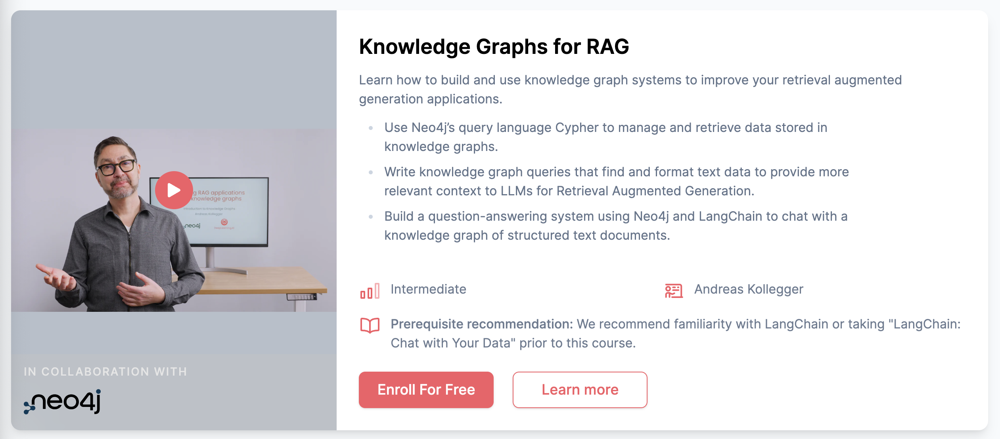 g RAG applications
knowledge graphs
Introduction to Knowledge Graphs
Andreas Kollegger
neo4j
DeepLearning.AI
IN COLLABORATION WITH
neo4j
Knowledge Graphs for RAG
Learn how to build and use knowledge graph systems to improve your retrieval augmented
generation applications.
Use Neo4j’s query language Cypher to manage and retrieve data stored in
knowledge graphs.
Write knowledge graph queries that find and format text data to provide more
relevant context to LLMs for Retrieval Augmented Generation.
Build a question-answering system using Neo4j and LangChain to chat with a
knowledge graph of structured text documents.
Intermediate
Andreas Kollegger
Prerequisite recommendation: We recommend familiarity with LangChain or taking "LangChain:
Chat with Your Data" prior to this course.
Enroll For Free
Learn more